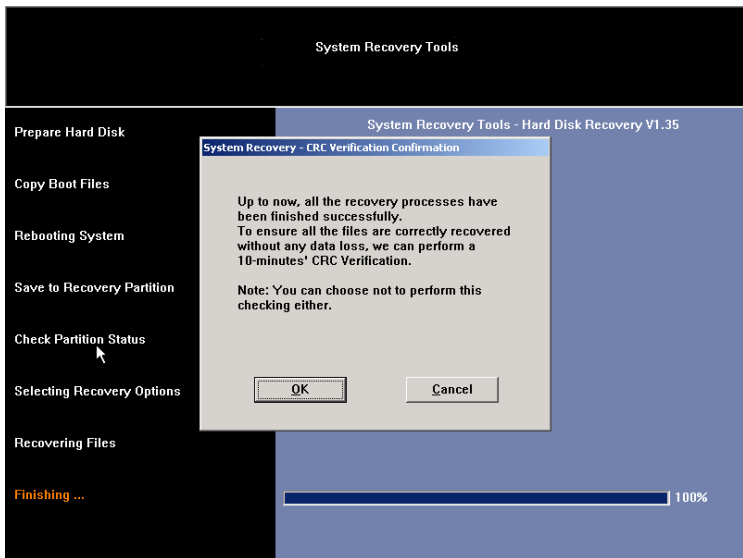 System Recovery Tools
System Recovery Tools - Hard Disk Recovery V1.35
Prepare Hard Disk
Copy Boot Files
Rebooting System
Save to Recovery Partition
Check Partition Status
Selecting Recovery Options
Recovering Files
Finishing ...
System Recovery - CRC Verification Confirmation
Up to now, all the recovery processes have
been finished successfully.
To ensure all the files are correctly recovered
without any data loss, we can perform a
10-minutes' CRC Verification.
Note: You can choose not to perform this
checking either.
OK
Cancel
100%